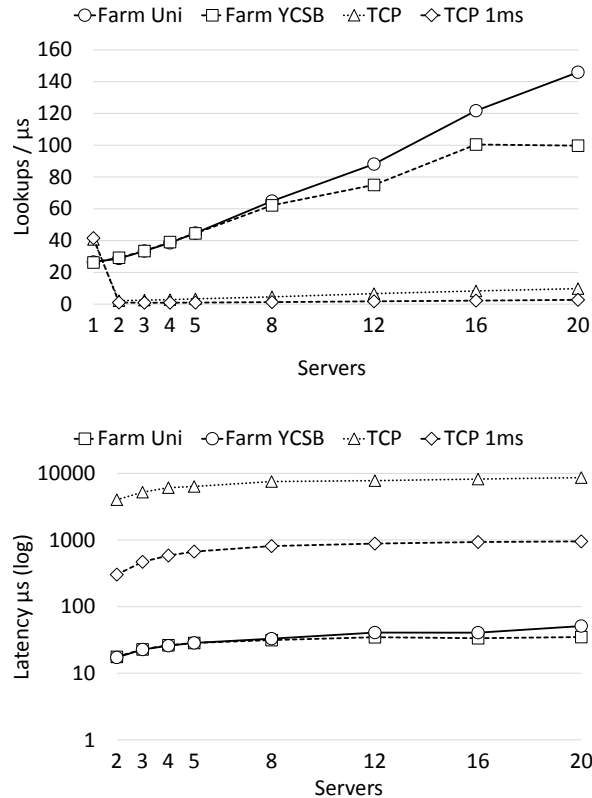 Farm Uni Farm YCSB TCP TCP 1ms
160
140
120
100
80
60
40
20
0
Lookups / µs
1 2 3 4 5 8 12 16 20
Servers
Farm Uni Farm YCSB TCP TCP 1ms
10000
1000
100
10
1
Latency µs (log)
2 3 4 5 8 12 16 20
Servers